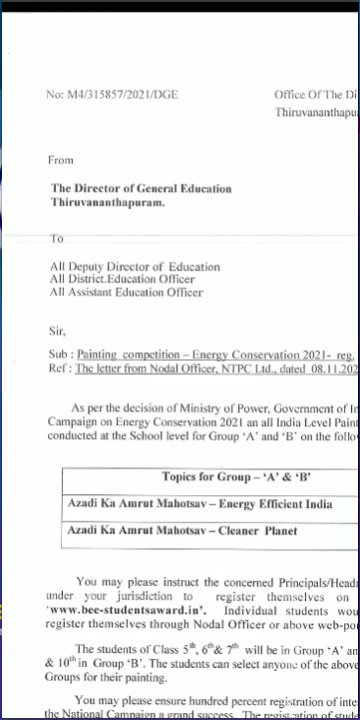 No: M4/315857/2021/DGE
Office Of The Di
Thiruvananthapu
From
The Director of General Education
Thiruvananthapuram.
To
All Deputy Director of Education
All District.Education Officer
All Assistant Education Officer
Sir,
Sub : Painting competition – Energy Conservation 2021- reg,
Ref : The letter from Nodal Officer, NTPC Ltd., dated 08.11.202
As per the decision of Ministry of Power, Government of In
Campaign on Energy Conservation 2021 an all India Level Paint
conducted at the School level for Group ‘A’ and ‘B’ on the follo
Topics for Group – ‘A’ & ‘B’
Azadi Ka Amrut Mahotsav – Energy Efficient India
Azadi Ka Amrut Mahotsav – Cleaner Planet
You may please instruct the concerned Principals/Head
under your jurisdiction to register themselves on
‘www.bee-studentsaward.in’. Individual students wou
register themselves through Nodal Officer or above web-po
The students of Class 5th, 6th & 7th will be in Group ‘A’ an
& 10th in Group ‘B’. The students can select anyone of the above
Groups for their painting.
You may please ensure hundred percent registration of inte
the National Campaign a grand success. The registration of stude